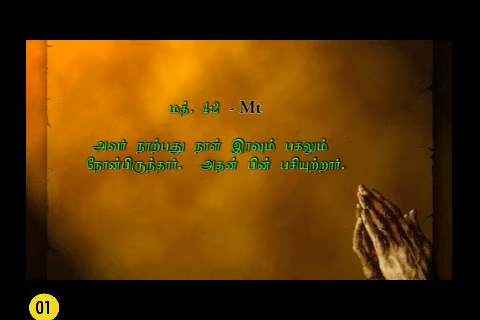 மத். 4:2 - Mt
அவர் நாற்பது நாள் இரவும் பகலும்
நோன்பிருந்தார். அதன் பின் பசியுற்றார்.
01